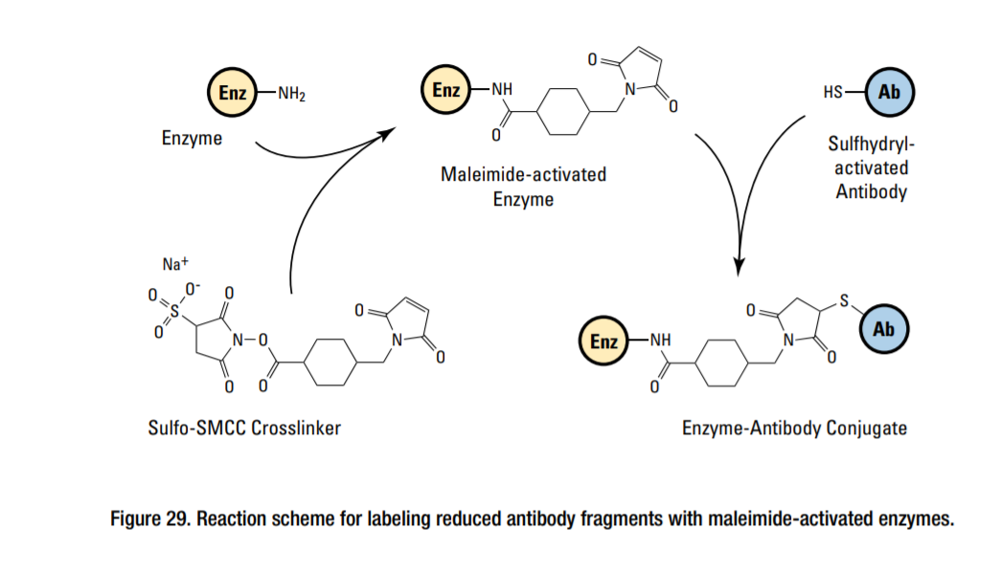 Enz
NH₂
Enzyme
Enz
NH
O
O
N
O
Maleimide-activated
Enzyme
HS
Ab
Sulfhydryl-
activated
Antibody
Na⁺
O
O⁻
S
O
O
N
O
O
O
O
N
O
Sulfo-SMCC Crosslinker
Enz
NH
O
O
N
O
S
Ab
Enzyme-Antibody Conjugate
Figure 29. Reaction scheme for labeling reduced antibody fragments with maleimide-activated enzymes.